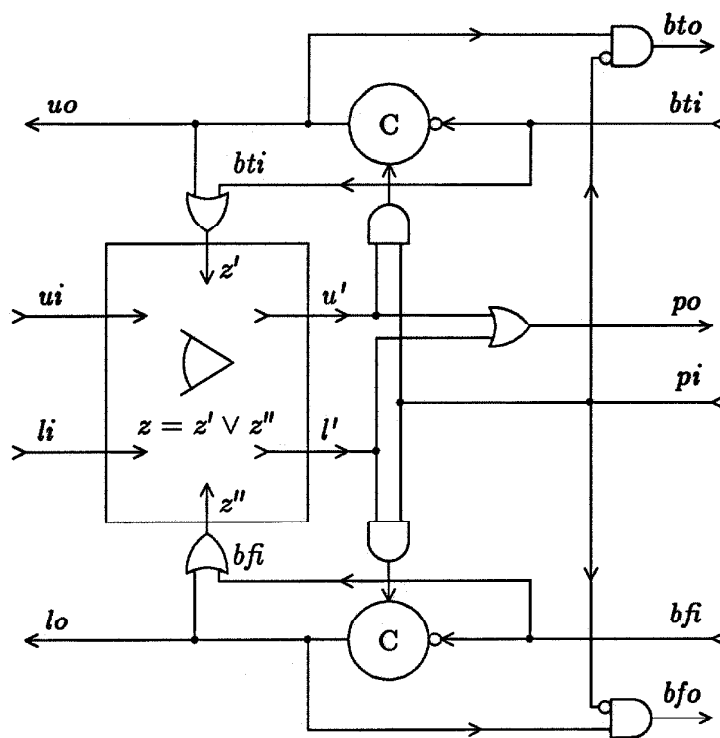 bto
uo
C
bti
bti
z′
ui
u′
po
pi
li
z = z′ ∨ z″
l′
z″
bfi
lo
C
bfi
bfo